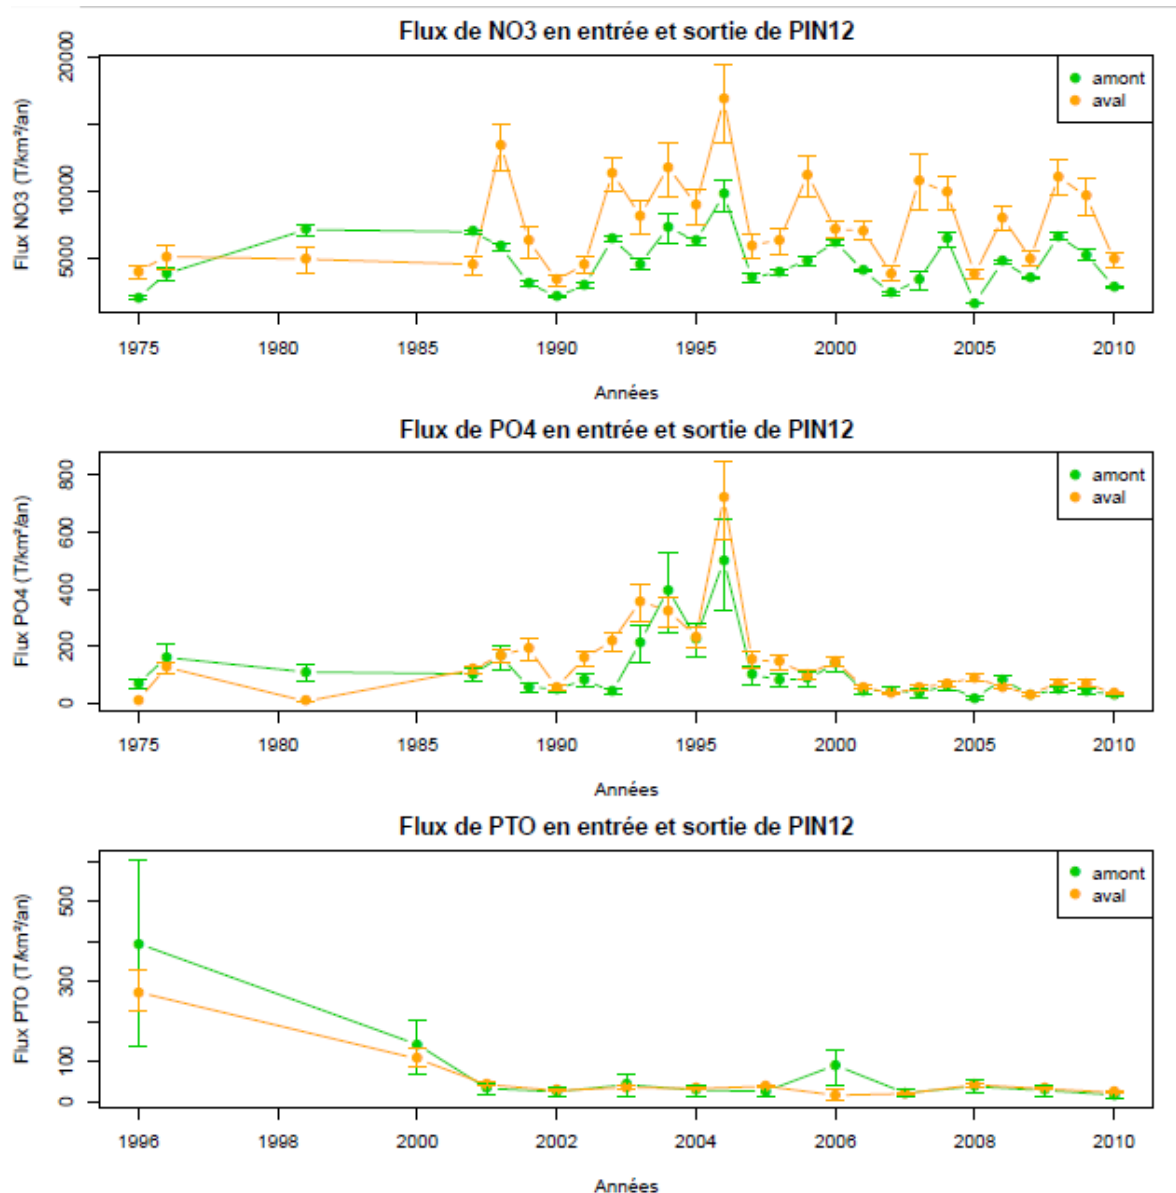 Flux de NO3 en entrée et sortie de PIN12
Flux NO3 (T/km²/an)
20000
10000
5000
amont
aval
1975 1980 1985 1990 1995 2000 2005 2010
Années
Flux de PO4 en entrée et sortie de PIN12
Flux PO4 (T/km²/an)
800
600
400
200
0
amont
aval
1975 1980 1985 1990 1995 2000 2005 2010
Années
Flux de PTO en entrée et sortie de PIN12
Flux PTO (T/km²/an)
500
300
100
0
amont
aval
1996 1998 2000 2002 2004 2006 2008 2010
Années